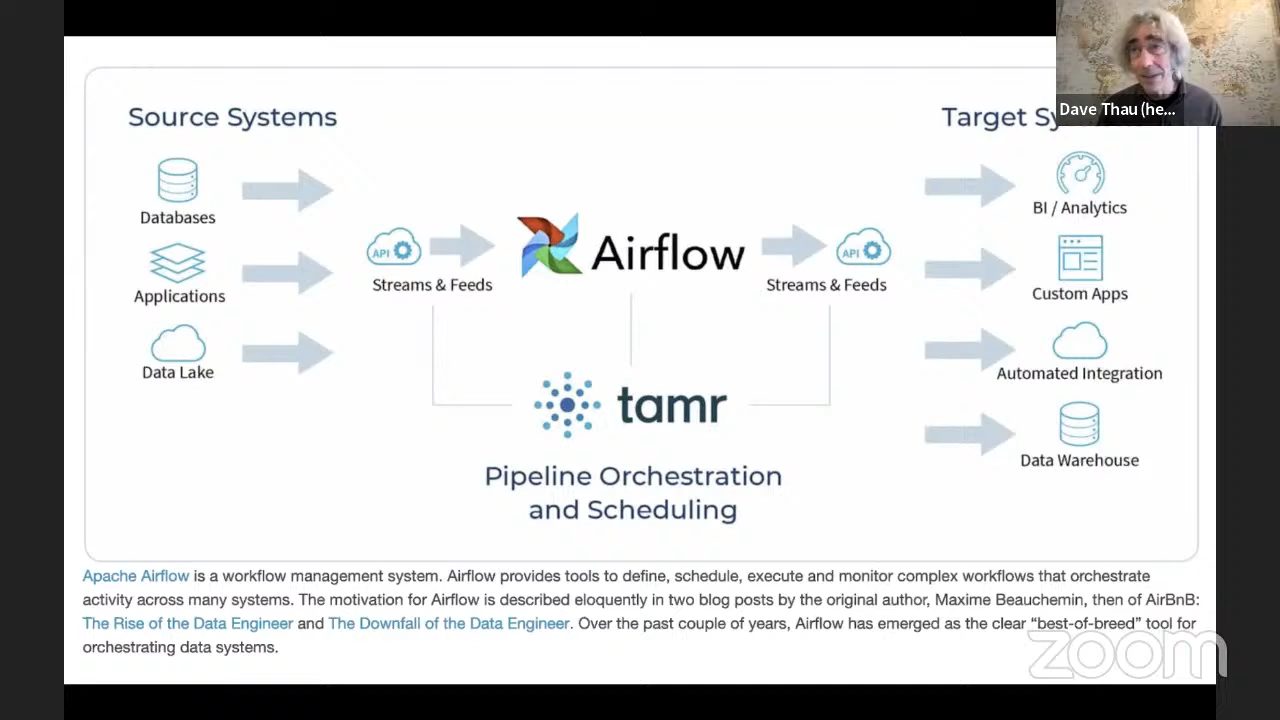 Source Systems
Databases
Applications
Data Lake
API
Streams & Feeds
Airflow
API
Streams & Feeds
tamr
Pipeline Orchestration
and Scheduling
Target Sy
BI / Analytics
Custom Apps
Automated Integration
Data Warehouse
Dave Thau (he...
Apache Airflow is a workflow management system. Airflow provides tools to define, schedule, execute and monitor complex workflows that orchestrate
activity across many systems. The motivation for Airflow is described eloquently in two blog posts by the original author, Maxime Beauchemin, then of AirBnB:
The Rise of the Data Engineer and The Downfall of the Data Engineer. Over the past couple of years, Airflow has emerged as the clear “best-of-breed” tool for
orchestrating data systems.
zoom